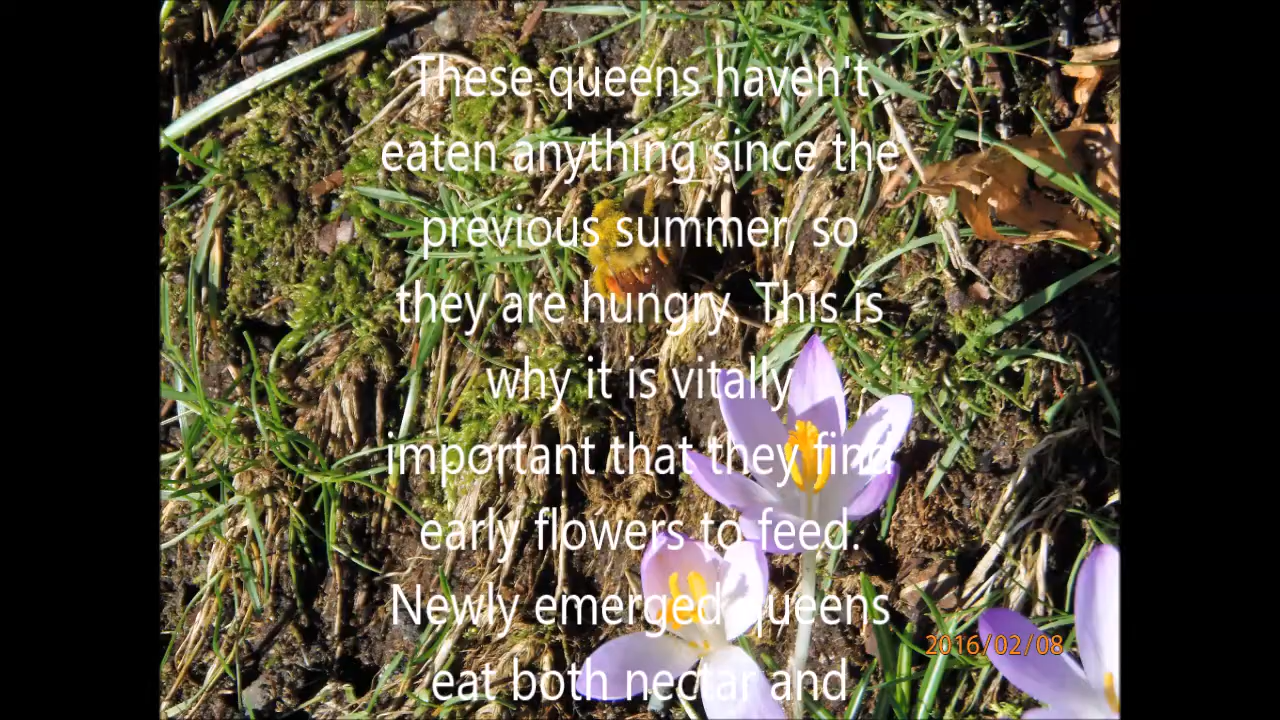 These queens haven't
eaten anything since the
previous summer, so
they are hungry. This is
why it is vitally
important that they find
early flowers to feed.
Newly emerged queens
2016/02/08
eat both nectar and